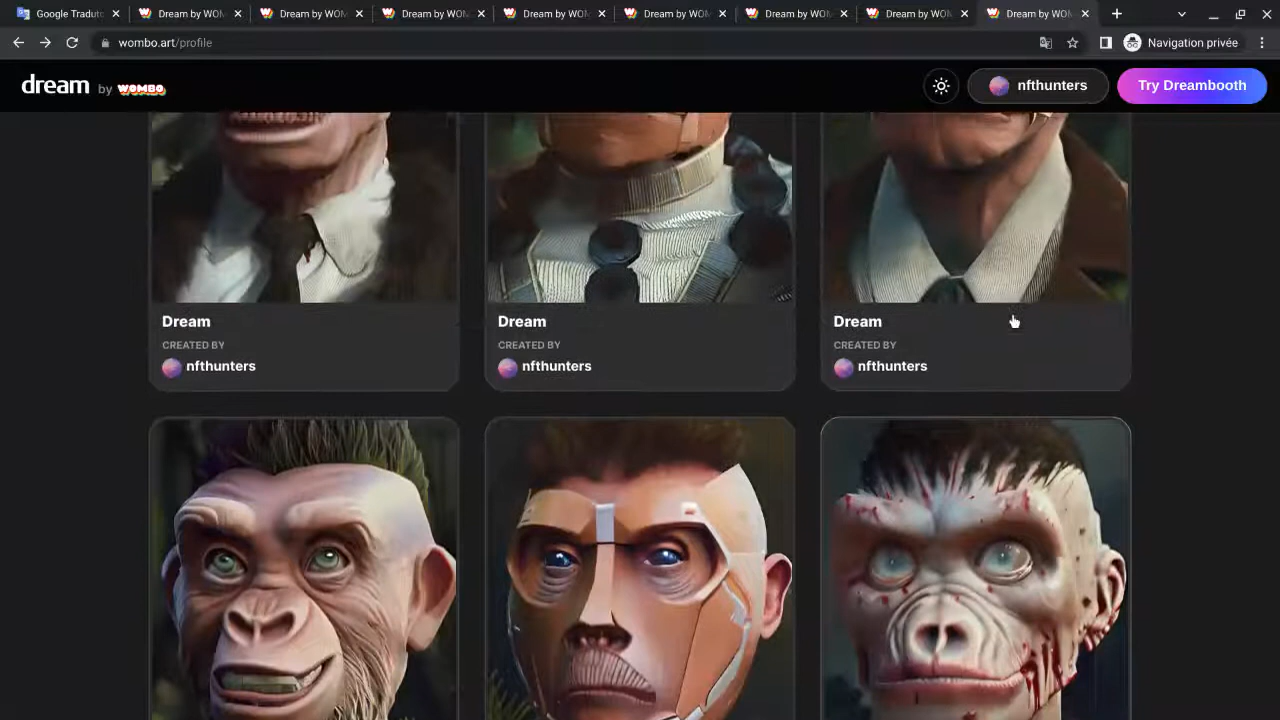 Google Tradut
Dream by WOM
Dream by WOM
Dream by WOM
Dream by WOM
Dream by WOM
Dream by WOM
Dream by WOM
Dream by WOM
wombo.art/profile
Navigation privée
dream by WOMBO
nfthunters
Try Dreambooth
Dream
CREATED BY
nfthunters
Dream
CREATED BY
nfthunters
Dream
CREATED BY
nfthunters